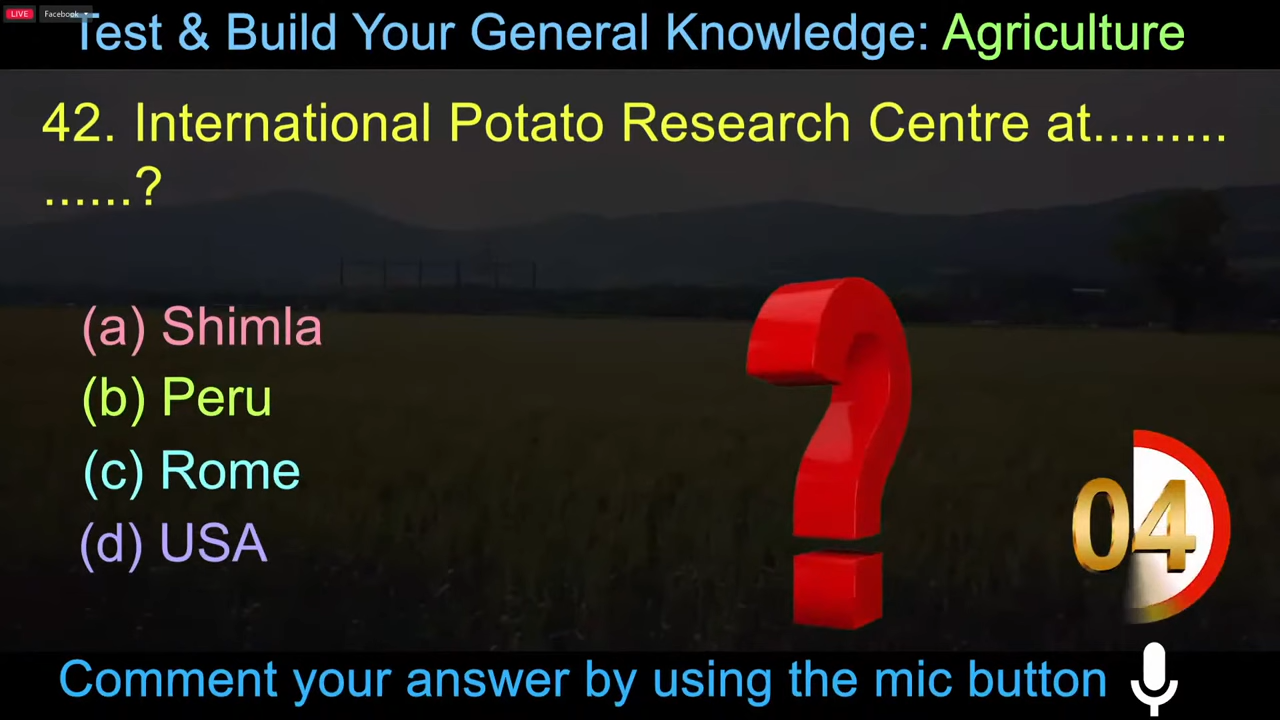 LIVE Facebook
Test & Build Your General Knowledge: Agriculture
42. International Potato Research Centre at.........
......?
(a) Shimla
(b) Peru
(c) Rome
(d) USA
04
Comment your answer by using the mic button